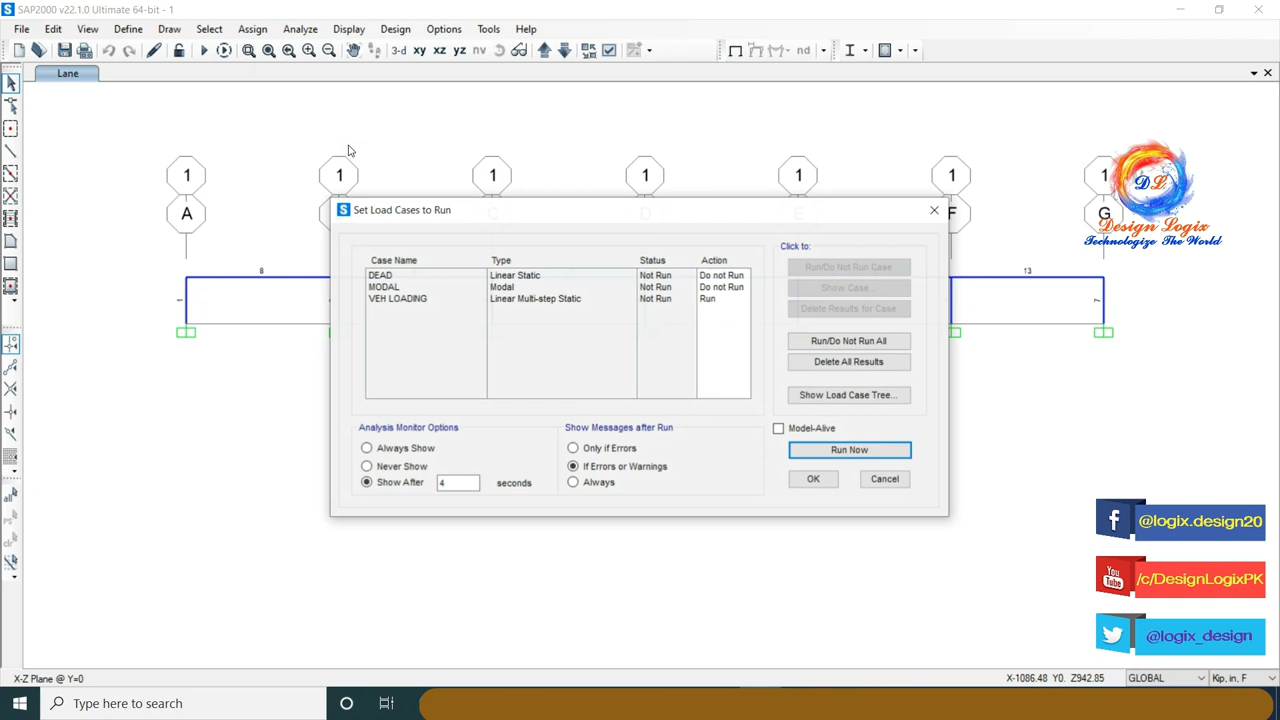 SAP2000 v22.1.0 Ultimate 64-bit - 1
File Edit View Define Draw Select Assign Analyze Display Design Options Tools Help
3-d xy xz yz nv nd
Lane
1 1 1 1 1 1 1
A C D E F G
Design Logix
Technologize The World
DL
8 13
1 7
Set Load Cases to Run
Click to:
Case Name Type Status Action
DEAD Linear Static Not Run Do not Run
MODAL Modal Not Run Do not Run
VEH LOADING Linear Multi-step Static Not Run Run
Run/Do Not Run Case
Show Case...
Delete Results for Case
Run/Do Not Run All
Delete All Results
Show Load Case Tree...
Analysis Monitor Options
Always Show
Never Show
Show After 4 seconds
Show Messages after Run
Only if Errors
If Errors or Warnings
Always
Model-Alive
Run Now
OK Cancel
@logix.design20
You Tube /c/DesignLogixPK
@logix_design
all
ps
clr
X-Z Plane @ Y=0
X-1086.48 Y0. Z942.85
GLOBAL
Kip, in, F
Type here to search